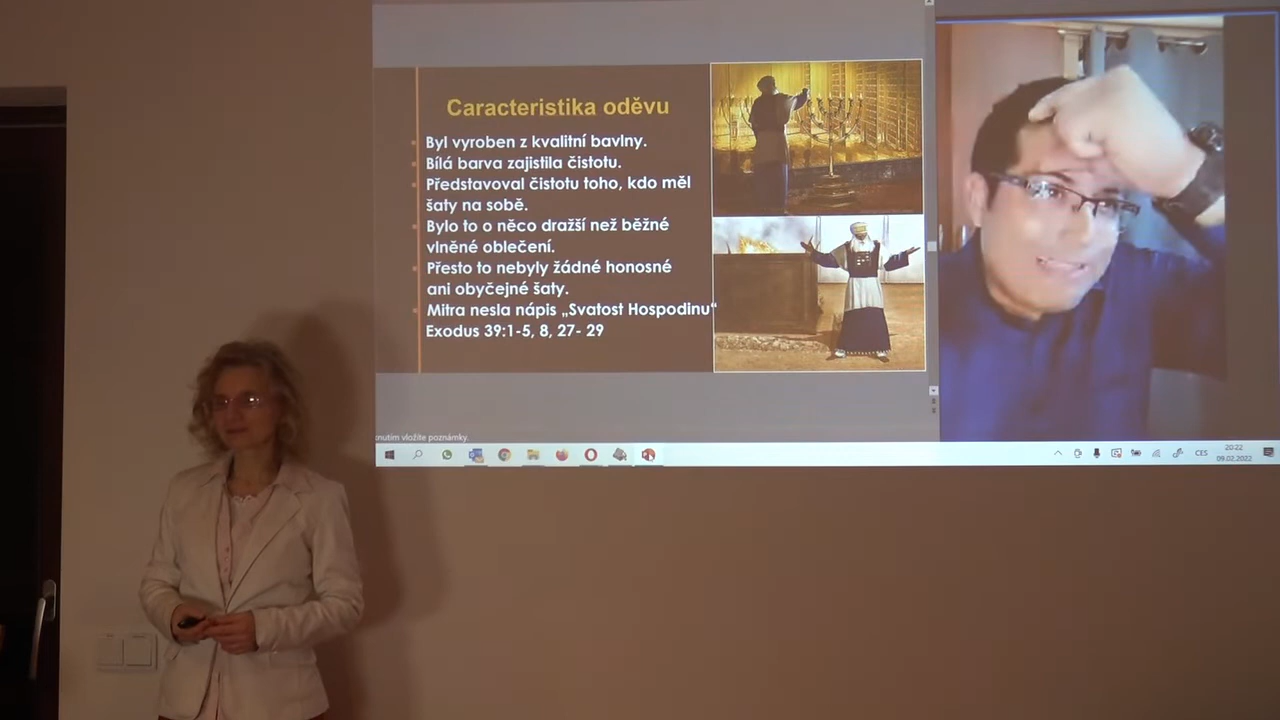 Caracteristika oděvu
Byl vyroben z kvalitní bavlny.
Bílá barva zajistila čistotu.
Představoval čistotu toho, kdo měl
šaty na sobě.
Bylo to o něco dražší než běžné
vlněné oblečení.
Přesto to nebyly žádné honosné
ani obyčejné šaty.
Mitra nesla nápis „Svatost Hospodinu“
Exodus 39:1-5, 8, 27- 29
knutím vložíte poznámky.
CES
20:22
09.02.2022